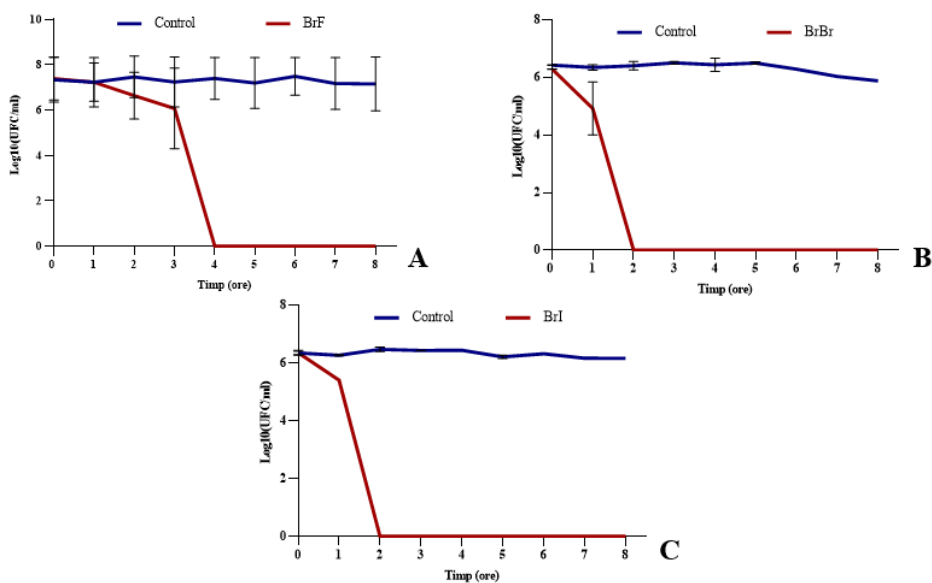 Control BrF
10
8
6
4
2
0
Log10(UFC/ml)
0 1 2 3 4 5 6 7 8
Timp (ore)
A
Control BrBr
8
6
4
2
0
Log10(UFC/ml)
0 1 2 3 4 5 6 7 8
Timp (ore)
B
Control BrI
8
6
4
2
0
Log10(UFC/ml)
0 1 2 3 4 5 6 7 8
Timp (ore)
C